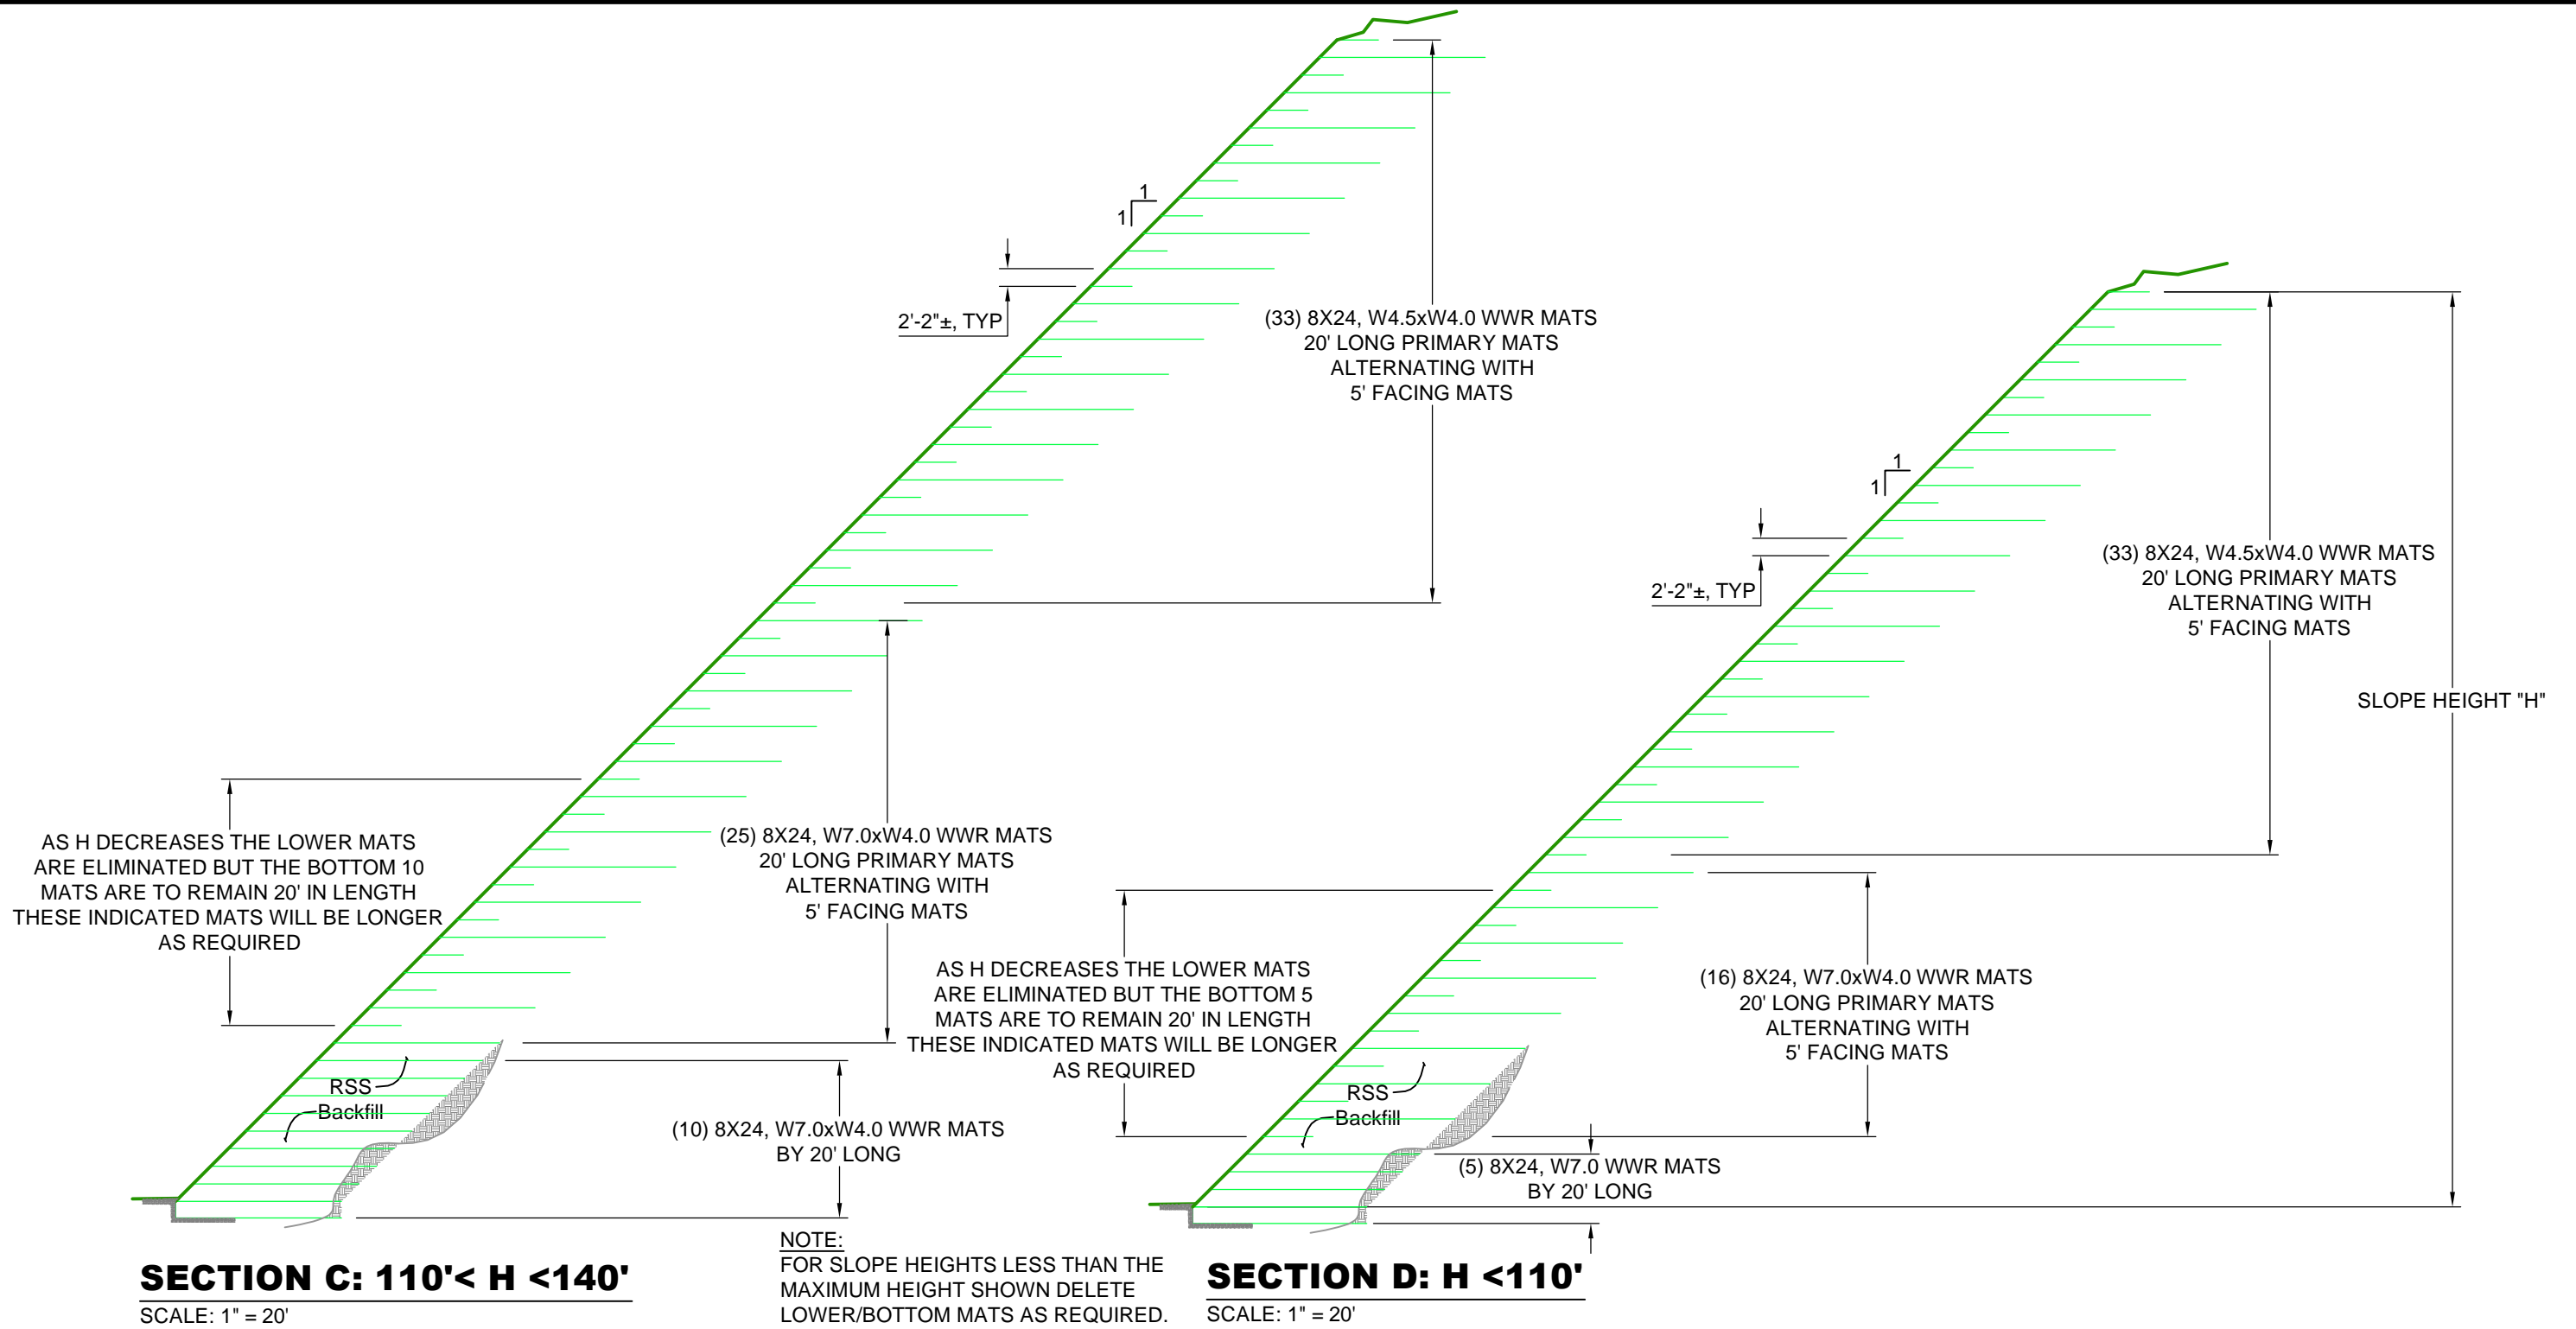 1
1
2'-2"±, TYP
(33) 8X24, W4.5xW4.0 WWR MATS
20' LONG PRIMARY MATS
ALTERNATING WITH
5' FACING MATS
AS H DECREASES THE LOWER MATS
ARE ELIMINATED BUT THE BOTTOM 10
MATS ARE TO REMAIN 20' IN LENGTH
THESE INDICATED MATS WILL BE LONGER
AS REQUIRED
(25) 8X24, W7.0xW4.0 WWR MATS
20' LONG PRIMARY MATS
ALTERNATING WITH
5' FACING MATS
RSS
Backfill
(10) 8X24, W7.0xW4.0 WWR MATS
BY 20' LONG
SECTION C: 110'< H <140'
SCALE: 1" = 20'
NOTE:
FOR SLOPE HEIGHTS LESS THAN THE
MAXIMUM HEIGHT SHOWN DELETE
LOWER/BOTTOM MATS AS REQUIRED.
1
1
2'-2"±, TYP
(33) 8X24, W4.5xW4.0 WWR MATS
20' LONG PRIMARY MATS
ALTERNATING WITH
5' FACING MATS
SLOPE HEIGHT "H"
AS H DECREASES THE LOWER MATS
ARE ELIMINATED BUT THE BOTTOM 5
MATS ARE TO REMAIN 20' IN LENGTH
THESE INDICATED MATS WILL BE LONGER
AS REQUIRED
(16) 8X24, W7.0xW4.0 WWR MATS
20' LONG PRIMARY MATS
ALTERNATING WITH
5' FACING MATS
RSS
Backfill
(5) 8X24, W7.0 WWR MATS
BY 20' LONG
SECTION D: H <110'
SCALE: 1" = 20'